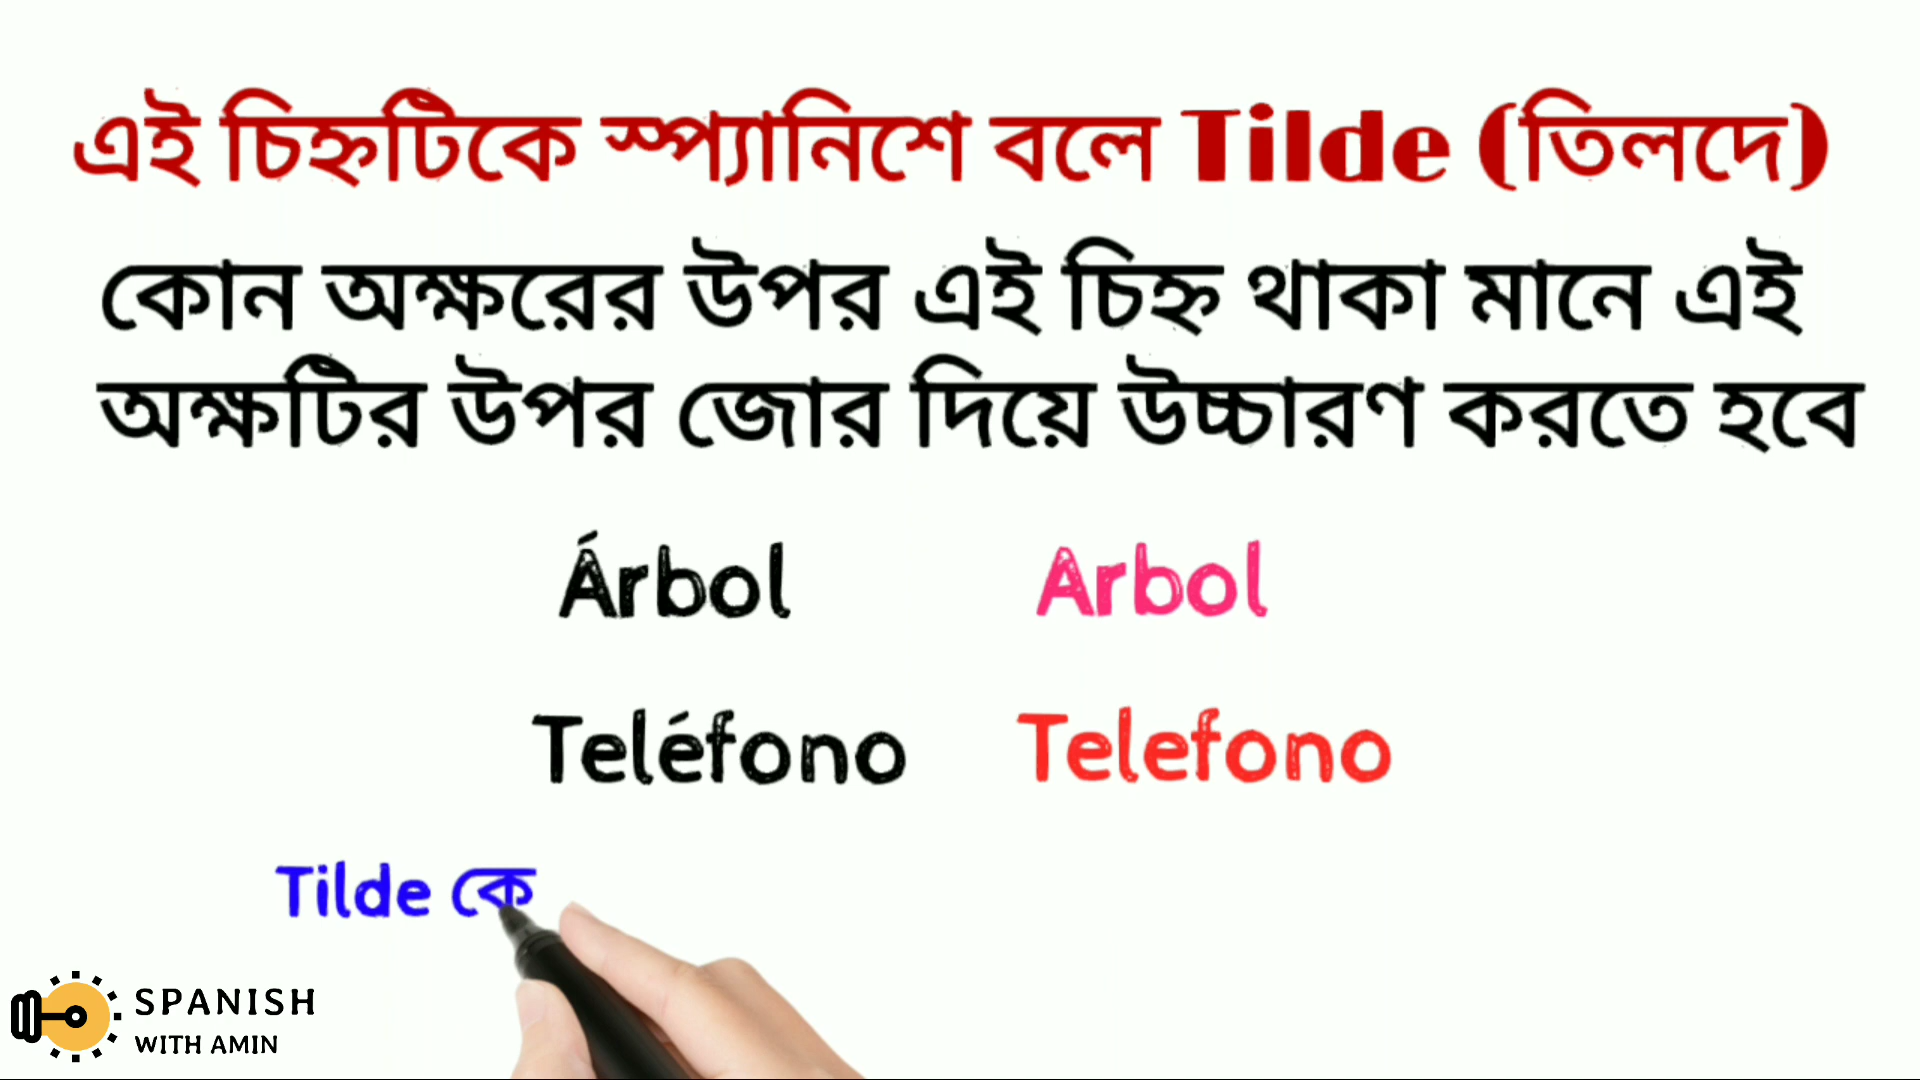 এই চিহ্নটিকে স্প্যানিশে বলে Tilde (তিলদে)
কোন অক্ষরের উপর এই চিহ্ন থাকা মানে এই
অক্ষটির উপর জোর দিয়ে উচ্চারণ করতে হবে
Árbol Arbol
Teléfono Telefono
Tilde কে
SPANISH
WITH AMIN